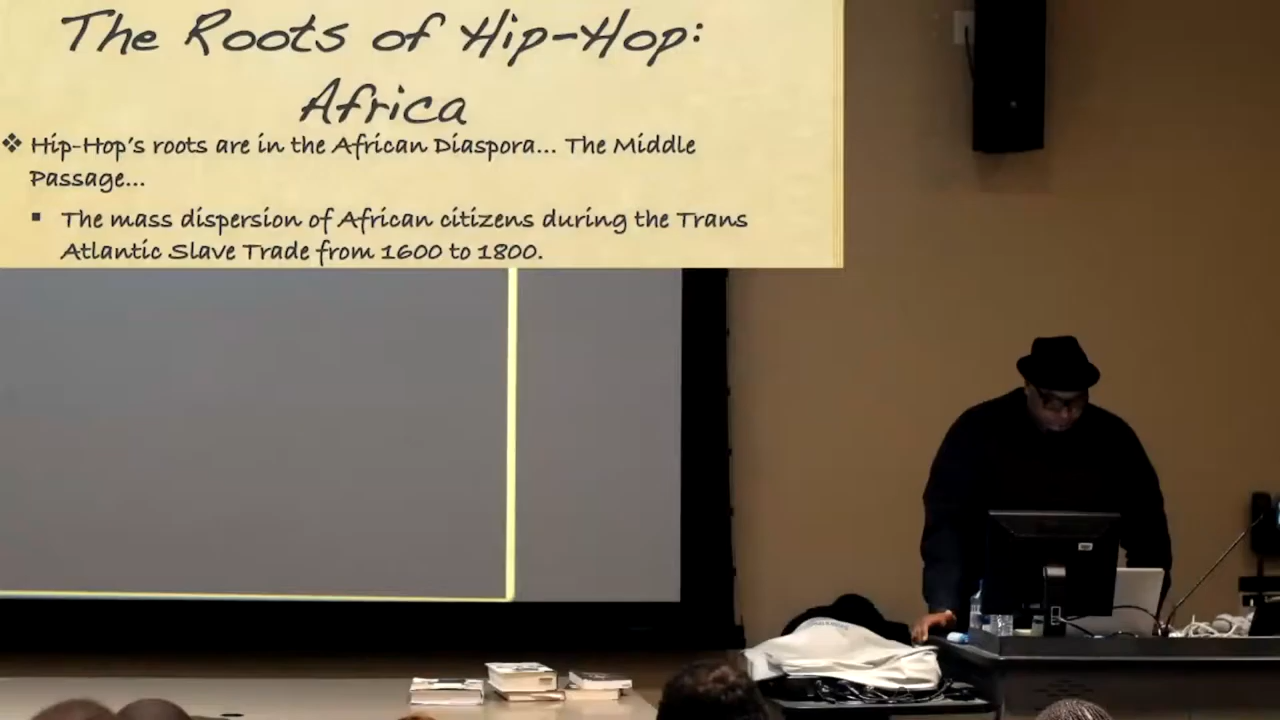 The Roots of Hip-Hop:
Africa
❖ Hip-Hop's roots are in the African Diaspora... The Middle
Passage...
▪ The mass dispersion of African citizens during the Trans
Atlantic Slave Trade from 1600 to 1800.